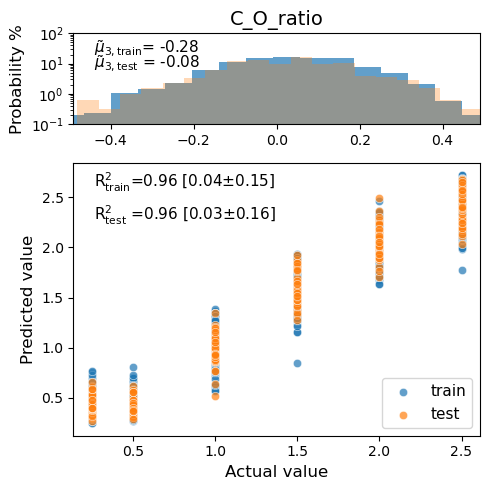 C_O_ratio
Probability %
10²
10¹
10⁰
10⁻¹
μ̃₃,train= -0.28
μ̃₃,test = -0.08
−0.4 −0.2 0.0 0.2 0.4
Predicted value
2.5
2.0
1.5
1.0
0.5
R²train=0.96 [0.04±0.15]
R²test =0.96 [0.03±0.16]
train
test
0.5 1.0 1.5 2.0 2.5
Actual value